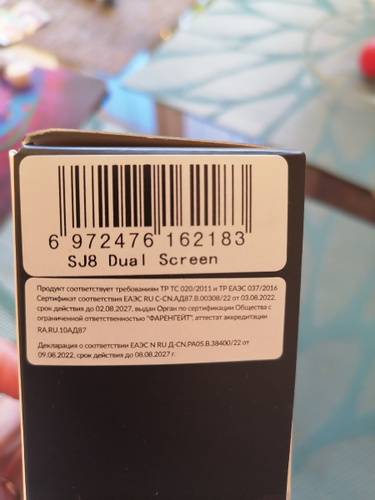 6 972476 162183
SJ8 Dual Screen
Продукт соответствует требованиям ТР ТС 020/2011 и ТР ЕАЭС 037/2016
Сертификат соответствия ЕАЭС RU С-CN.АД87.В.00308/22 от 03.08.2022,
срок действия до 02.08.2027, выдан Орган по сертификации Общества с
ограниченной ответственностью "ФАРЕНГЕЙТ", аттестат аккредитации
RA.RU.10АД87
Декларация о соответствии ЕАЭС N RU Д-CN.РА05.В.38400/22 от
09.08.2022, срок действия до 08.08.2027 г.